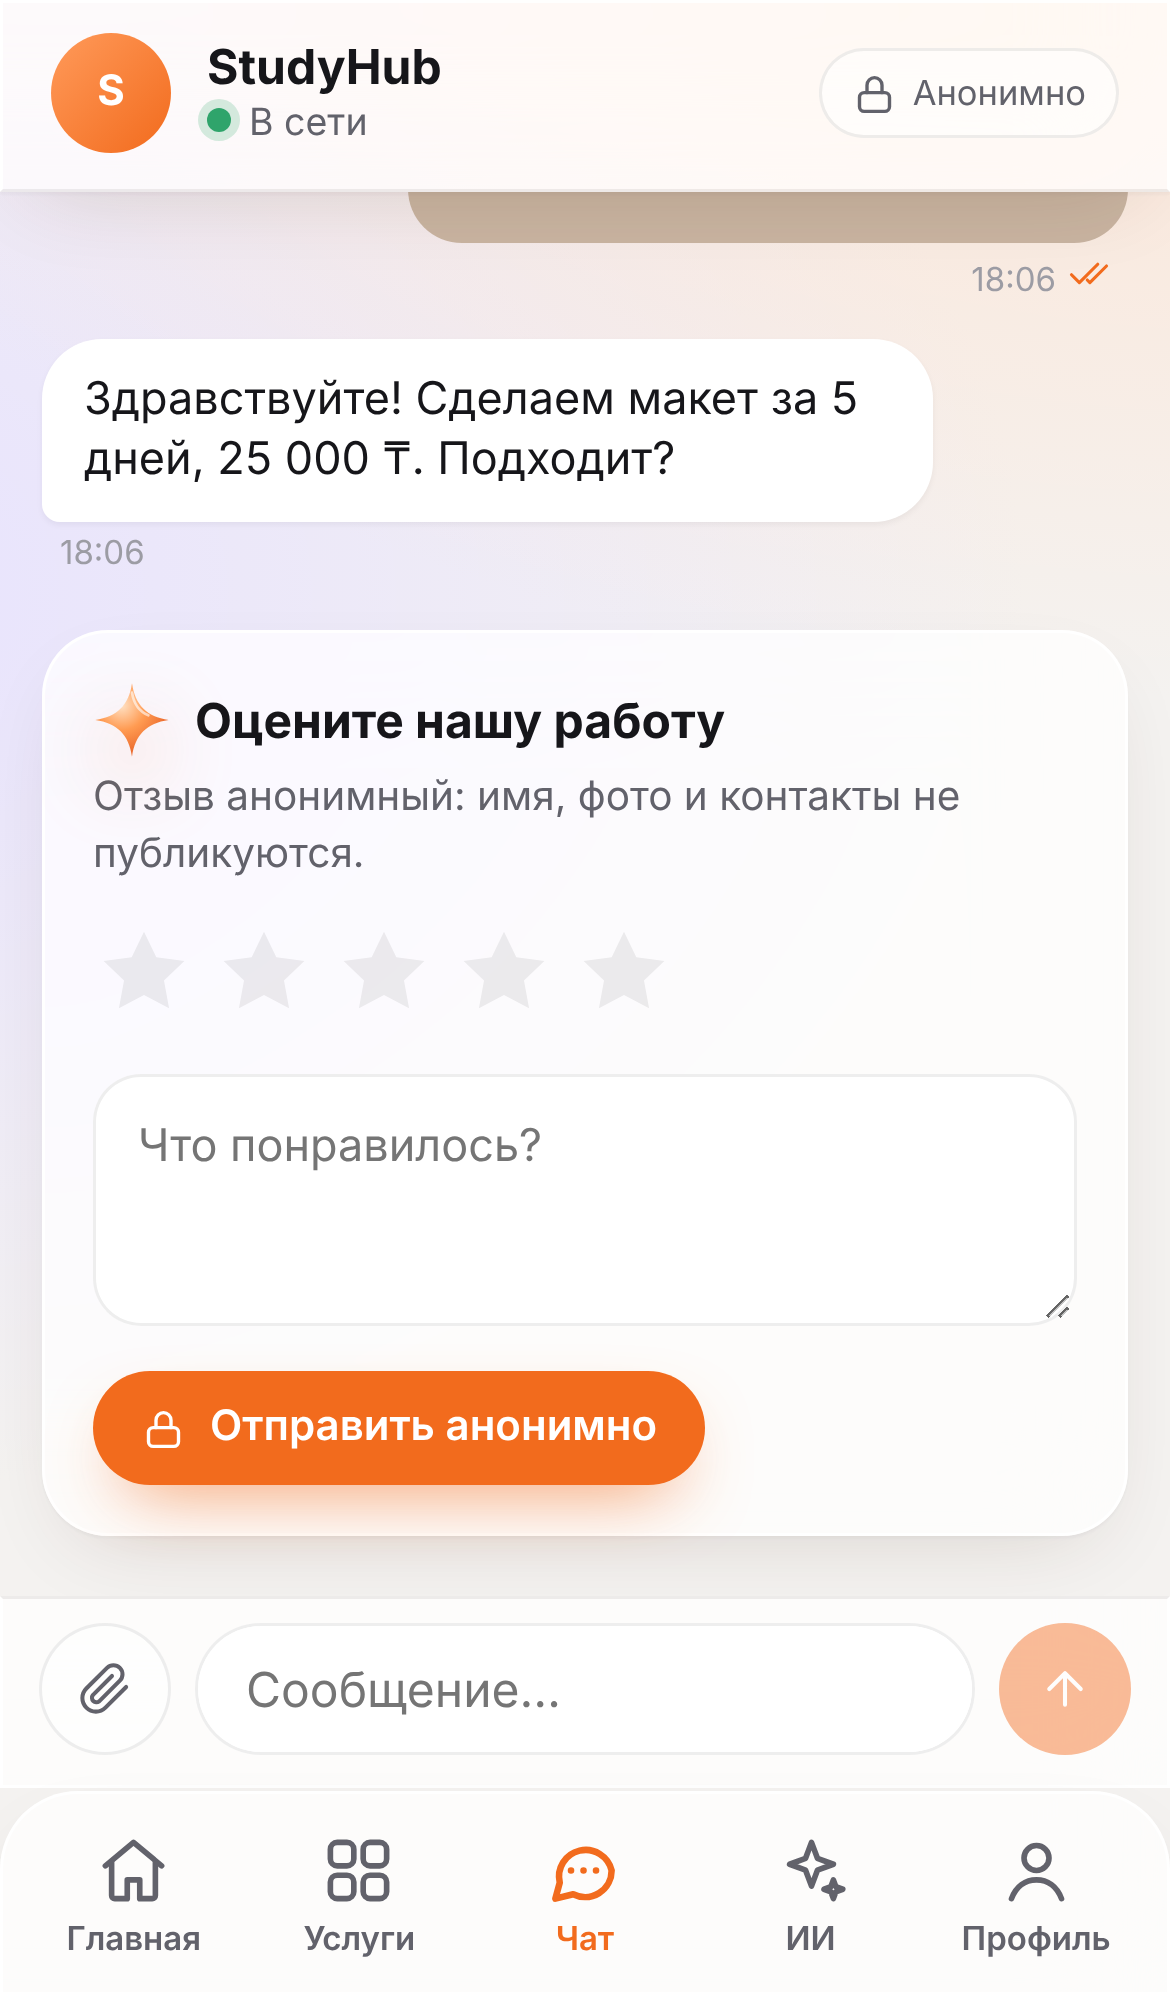 S
StudyHub
В сети
Анонимно
18:06
Здравствуйте! Сделаем макет за 5
дней, 25 000 ₸. Подходит?
18:06
Оцените нашу работу
Отзыв анонимный: имя, фото и контакты не
публикуются.
Что понравилось?
Отправить анонимно
Сообщение...
Главная
Услуги
Чат
ИИ
Профиль